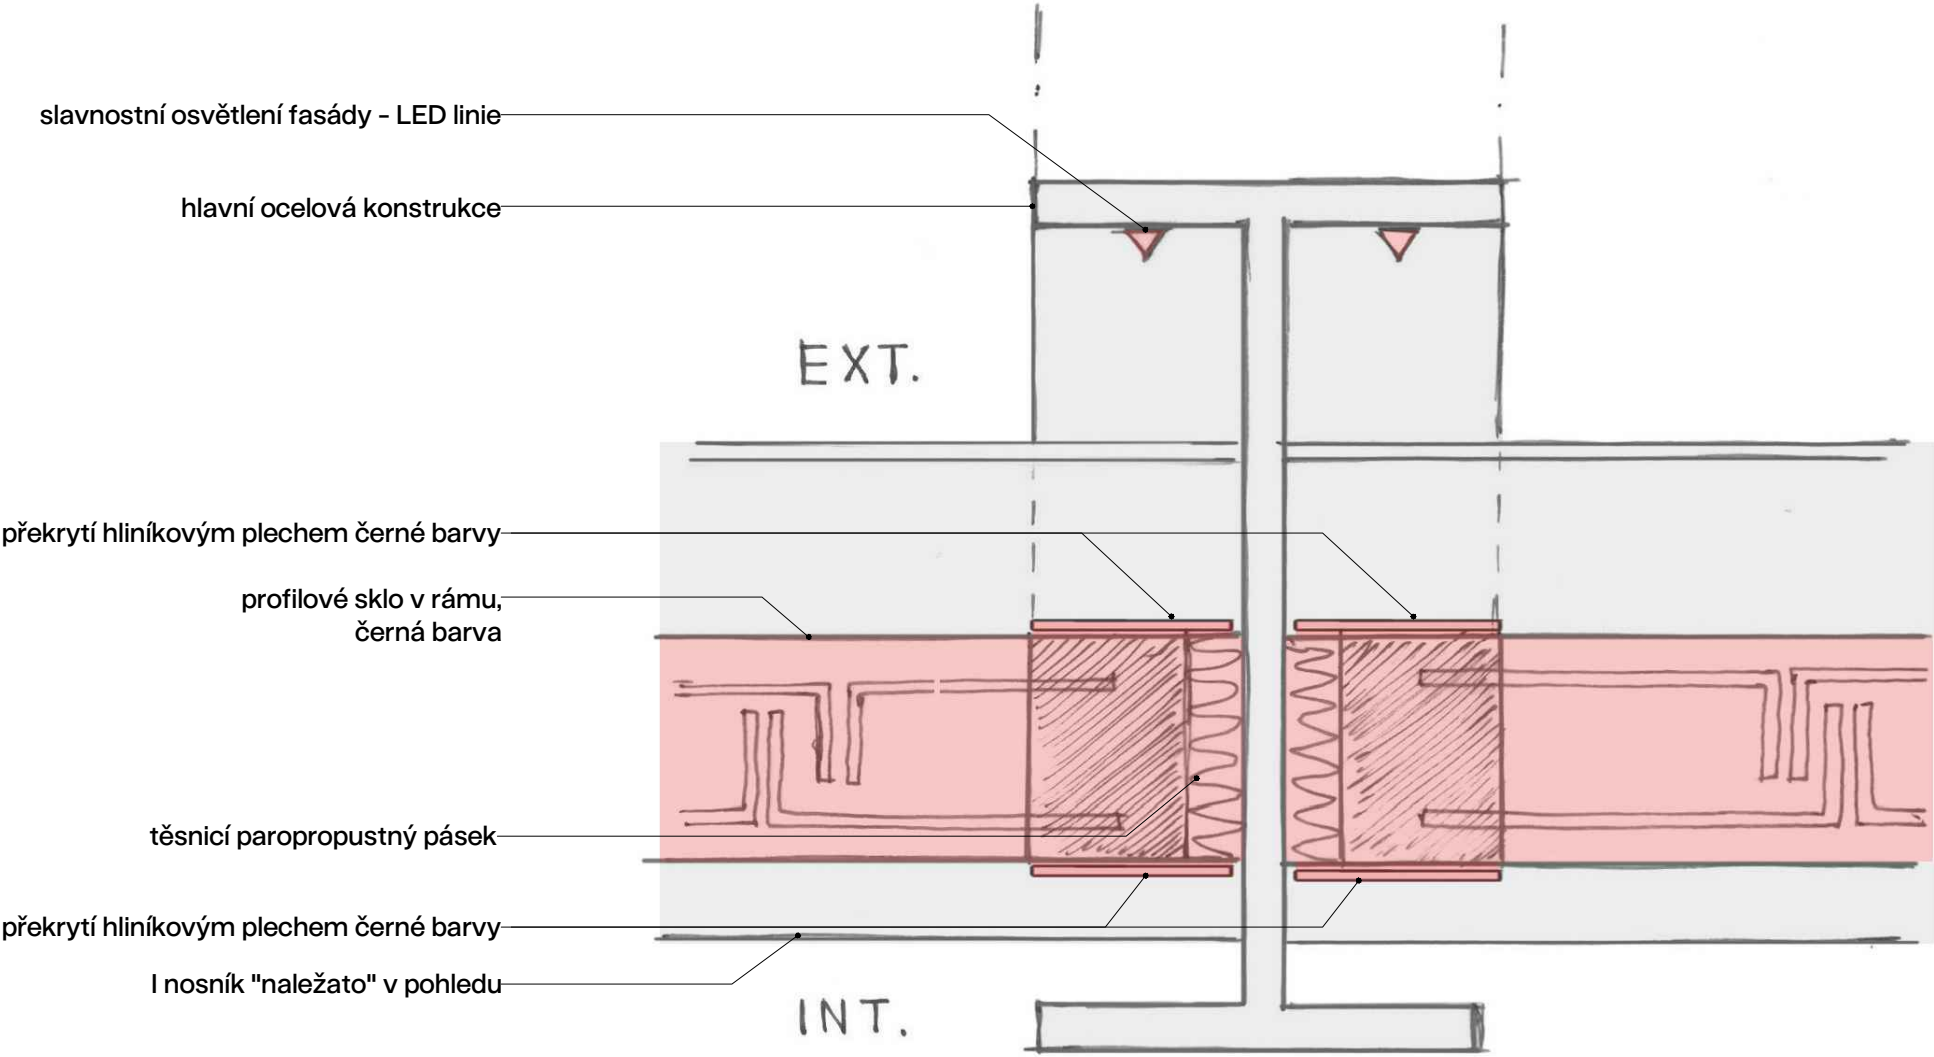 slavnostní osvětlení fasády - LED linie
hlavní ocelová konstrukce
EXT.
překrytí hliníkovým plechem černé barvy
profilové sklo v rámu,
černá barva
těsnicí paropropustný pásek
překrytí hliníkovým plechem černé barvy
I nosník "naležato" v pohledu
INT.